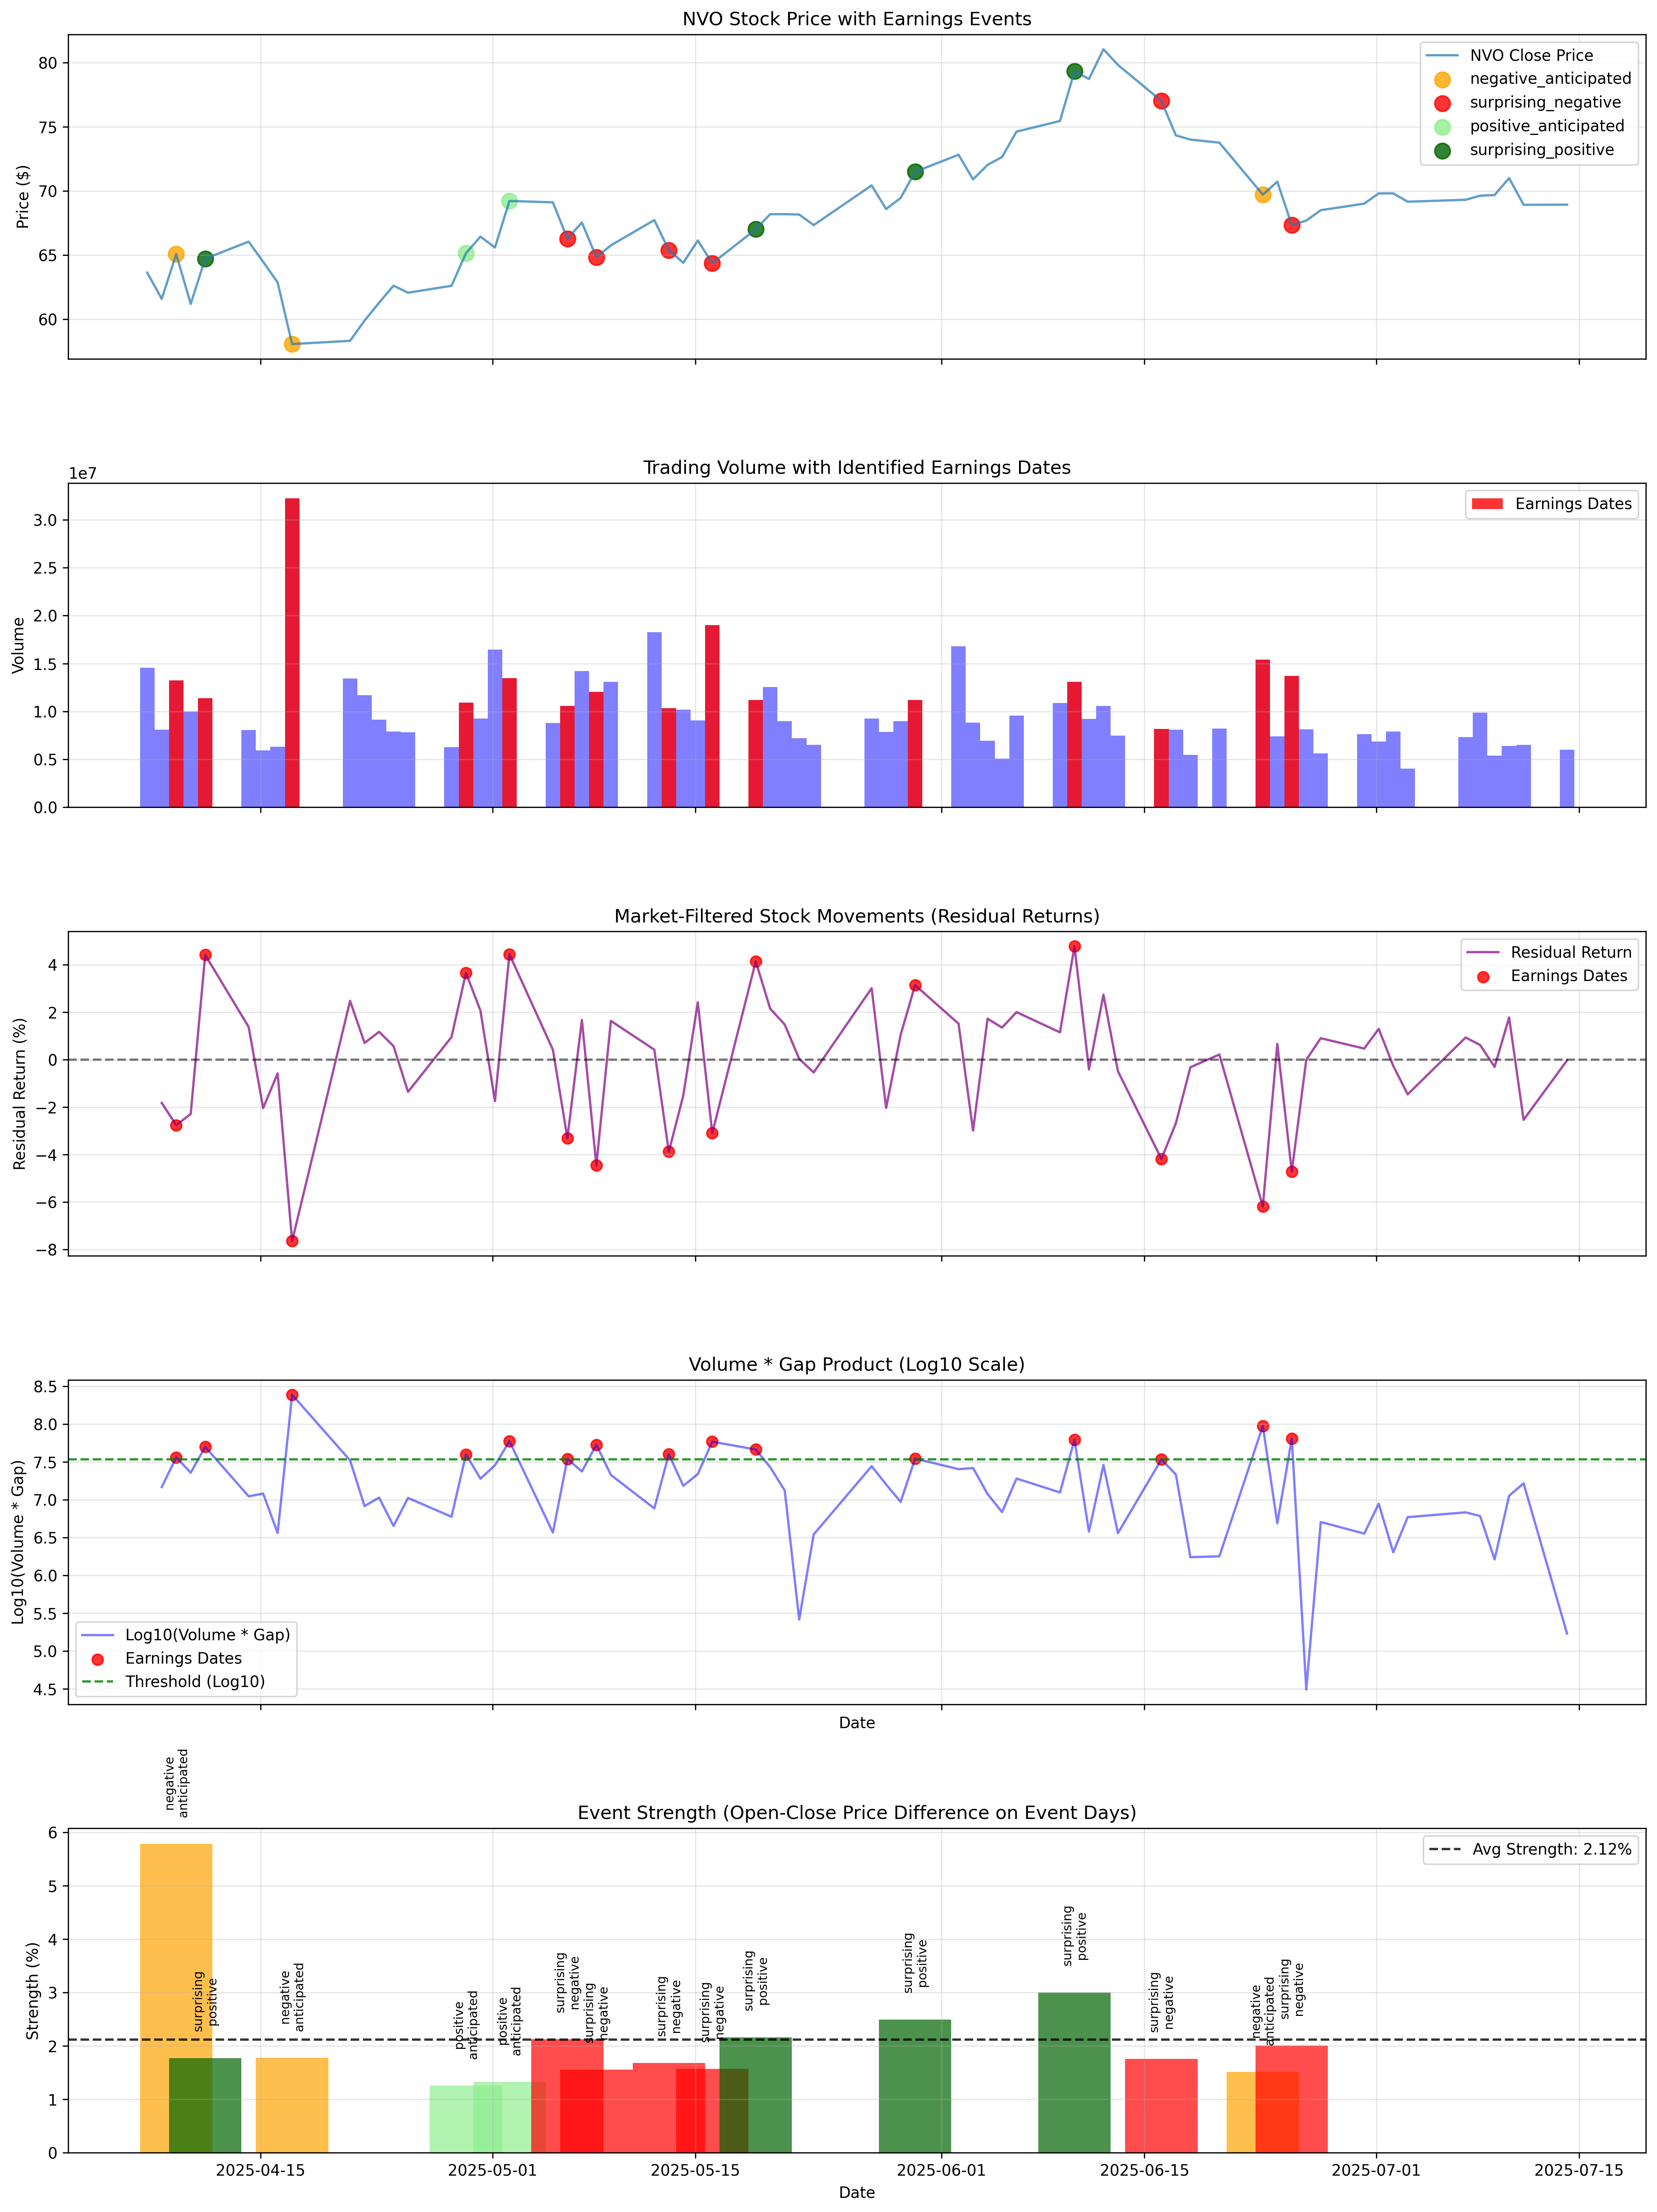 NVO Stock Price with Earnings Events
80
75
70
65
60
Price ($)
NVO Close Price
negative_anticipated
surprising_negative
positive_anticipated
surprising_positive
Trading Volume with Identified Earnings Dates
1e7
3.0
2.5
2.0
1.5
1.0
0.5
0.0
Volume
Earnings Dates
Market-Filtered Stock Movements (Residual Returns)
4
2
0
−2
−4
−6
−8
Residual Return (%)
Residual Return
Earnings Dates
Volume * Gap Product (Log10 Scale)
8.5
8.0
7.5
7.0
6.5
6.0
5.5
5.0
4.5
Log10(Volume * Gap)
Log10(Volume * Gap)
Earnings Dates
Threshold (Log10)
Date
Event Strength (Open-Close Price Difference on Event Days)
6
5
4
3
2
1
0
Strength (%)
Avg Strength: 2.12%
negative
anticipated
surprising
positive
negative
anticipated
positive
anticipated
positive
anticipated
surprising
negative
surprising
negative
surprising
negative
surprising
negative
surprising
positive
surprising
positive
surprising
positive
surprising
negative
negative
anticipated
surprising
negative
2025-04-15
2025-05-01
2025-05-15
2025-06-01
2025-06-15
2025-07-01
2025-07-15
Date